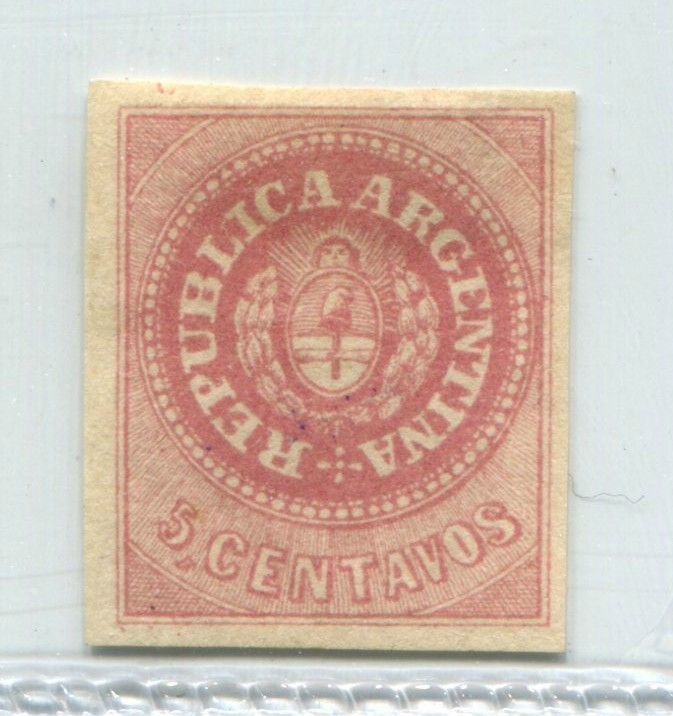 REPUBLICA ARGENTINA
5, CENTAVOS